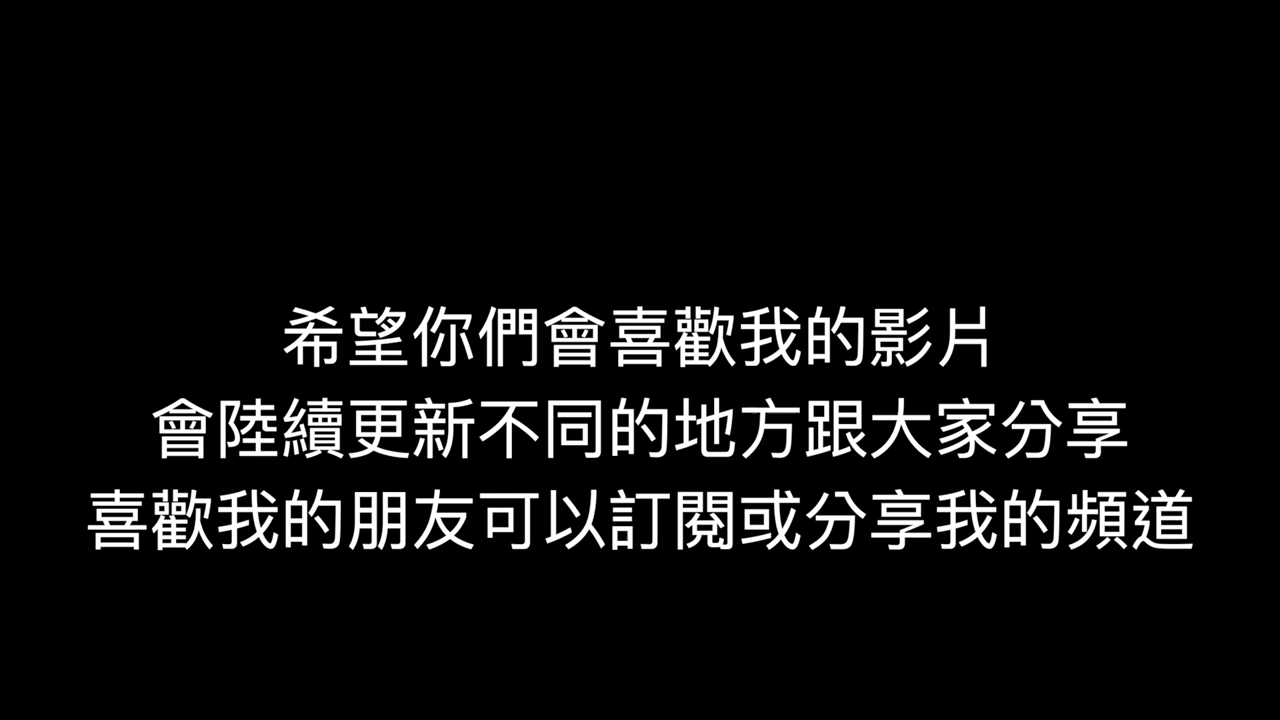 希望你們會喜歡我的影片
會陸續更新不同的地方跟大家分享
喜歡我的朋友可以訂閱或分享我的頻道